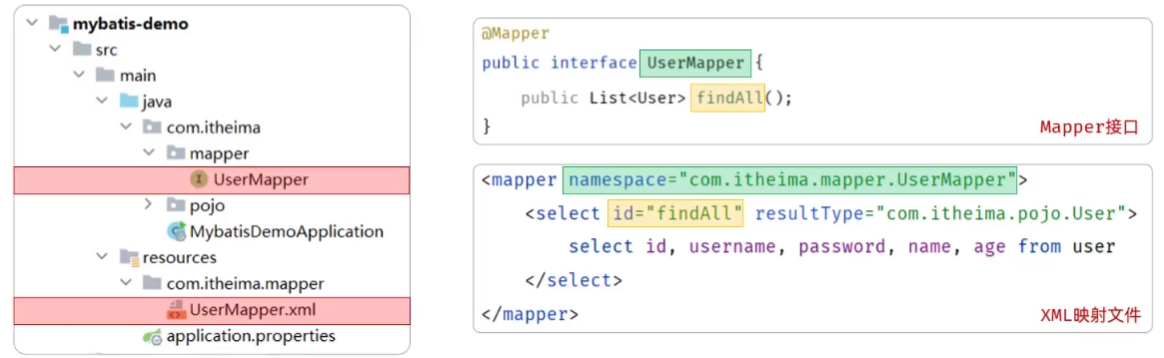 mybatis-demo
src
main
java
com.itheima
mapper
I UserMapper
pojo
MybatisDemoApplication
resources
com.itheima.mapper
UserMapper.xml
application.properties
@Mapper
public interface UserMapper {
public List<User> findAll();
}
Mapper接口
<mapper namespace="com.itheima.mapper.UserMapper">
<select id="findAll" resultType="com.itheima.pojo.User">
select id, username, password, name, age from user
</select>
</mapper>
XML映射文件